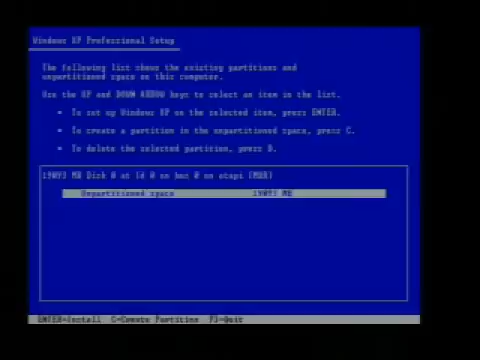 Windows XP Professional Setup
The following list shows the existing partitions and
unpartitioned space on this computer.
Use the UP and DOWN ARROW keys to select an item in the list.
• To set up Windows XP on the selected item, press ENTER.
• To create a partition in the unpartitioned space, press C.
• To delete the selected partition, press D.
MB Disk 0 at Id 0 on bus 0 on atapi [MBR]
Unpartitioned space MB
ENTER=Install C=Create Partition F3=Quit